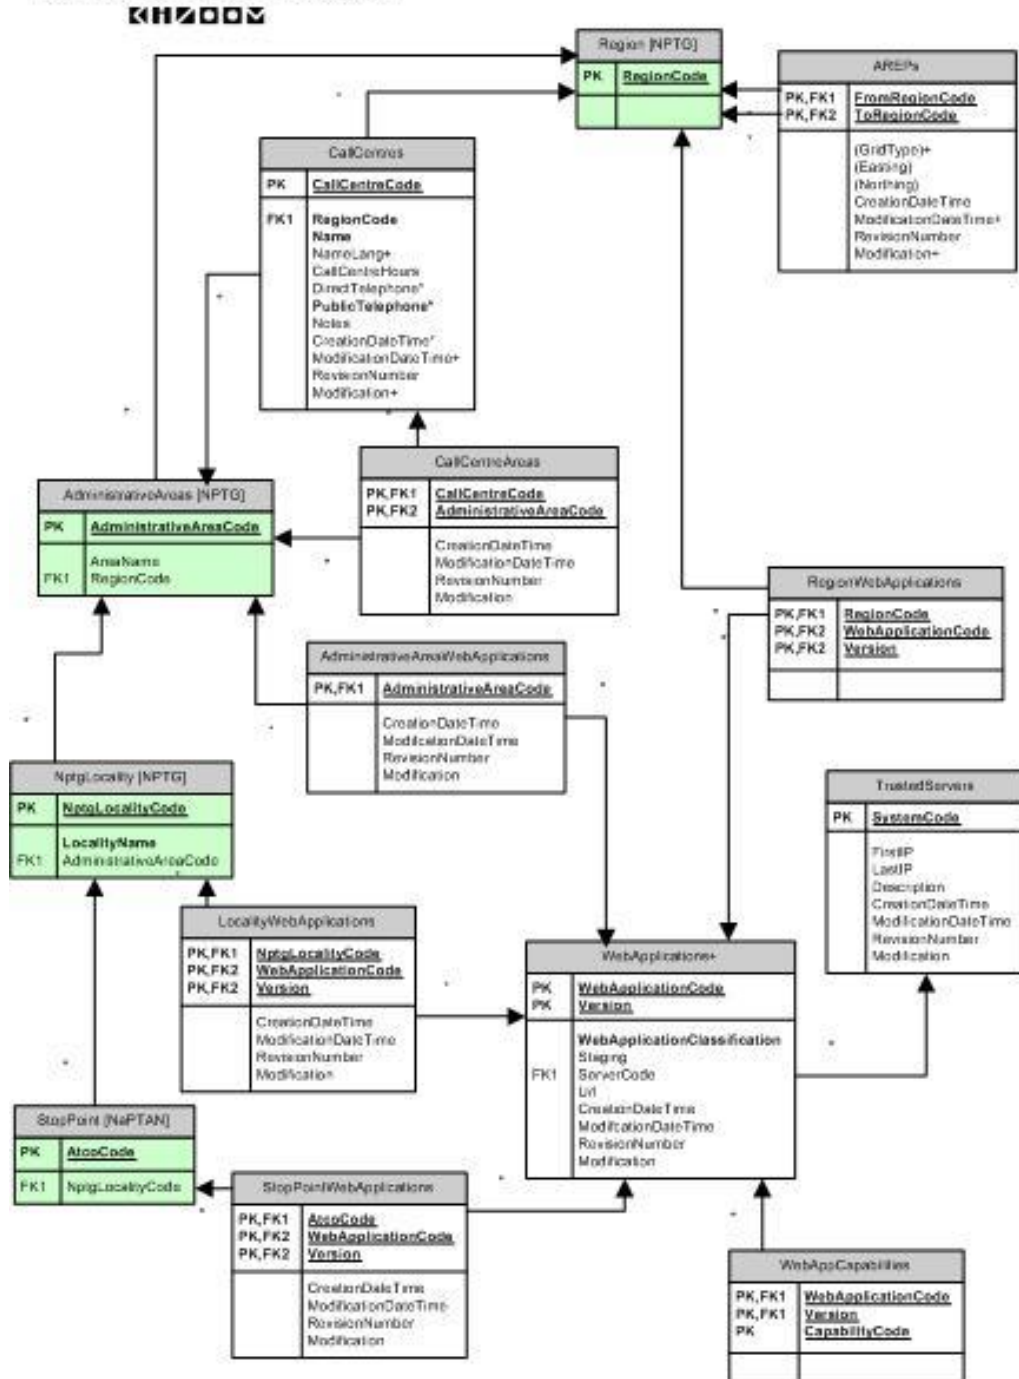 KHZOOM
Region [NPTG]
PK RegionCode
AREPs
PK,FK1 FromRegionCode
PK,FK2 ToRegionCode
(GridType)+
(Easting)
(Northing)
CreationDateTime
ModificationDateTime+
RevisionNumber
Modification+
CallCentres
PK CallCentreCode
FK1 RegionCode
Name
NameLang+
CallCentreHours
DirectTelephone*
PublicTelephone*
Notes
CreationDateTime*
ModificationDateTime+
RevisionNumber
Modification+
CallCentreAreas
PK,FK1 CallCentreCode
PK,FK2 AdministrativeAreaCode
CreationDateTime
ModificationDateTime
RevisionNumber
Modification
AdministrativeAreas [NPTG]
PK AdministrativeAreaCode
AreaName
FK1 RegionCode
RegionWebApplications
PK,FK1 RegionCode
PK,FK2 WebApplicationCode
PK,FK2 Version
AdministrativeAreaWebApplications
PK,FK1 AdministrativeAreaCode
CreationDateTime
ModifcationDateTime
RevisionNumber
Modification
NptgLocality [NPTG]
PK NptgLocalityCode
LocalityName
FK1 AdministrativeAreaCode
TrustedServers
PK SystemCode
FirstIP
LastIP
Description
CreationDateTime
ModificationDateTime
RevisionNumber
Modification
LocalityWebApplications
PK,FK1 NptgLocalityCode
PK,FK2 WebApplicationCode
PK,FK2 Version
CreationDateTime
ModificationDateTime
RevisionNumber
Modification
WebApplications+
PK WebApplicationCode
PK Version
WebApplicationClassification
Staging
FK1 ServerCode
Url
CreationDateTime
ModifcationDateTime
RevisionNumber
Modification
StopPoint [NaPTAN]
PK AtcoCode
FK1 NptgLocalityCode
StopPointWebApplications
PK,FK1 AtcoCode
PK,FK2 WebApplicationCode
PK,FK2 Version
CreationDateTime
ModificationDateTime
RevisionNumber
Modification
WebAppCapabilities
PK,FK1 WebApplicationCode
PK,FK1 Version
PK CapabilityCode